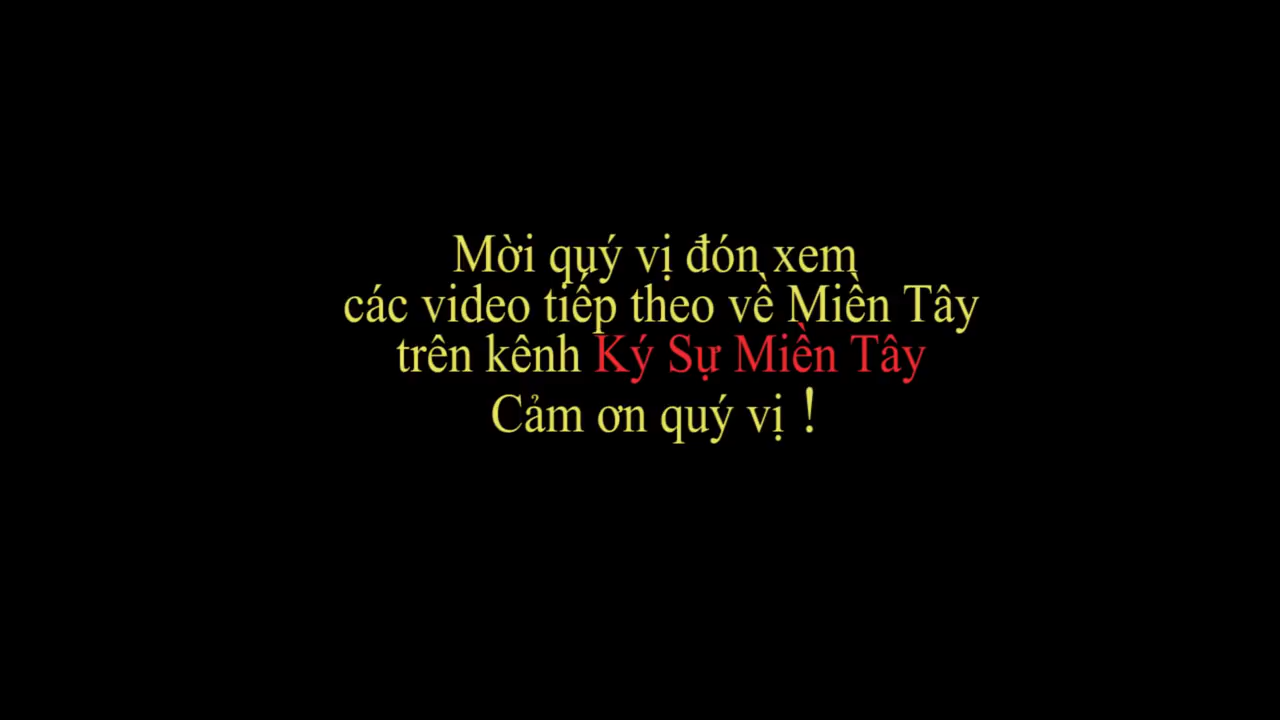 Mời quý vị đón xem
các video tiếp theo về Miền Tây
trên kênh Ký Sự Miền Tây
Cảm ơn quý vị !